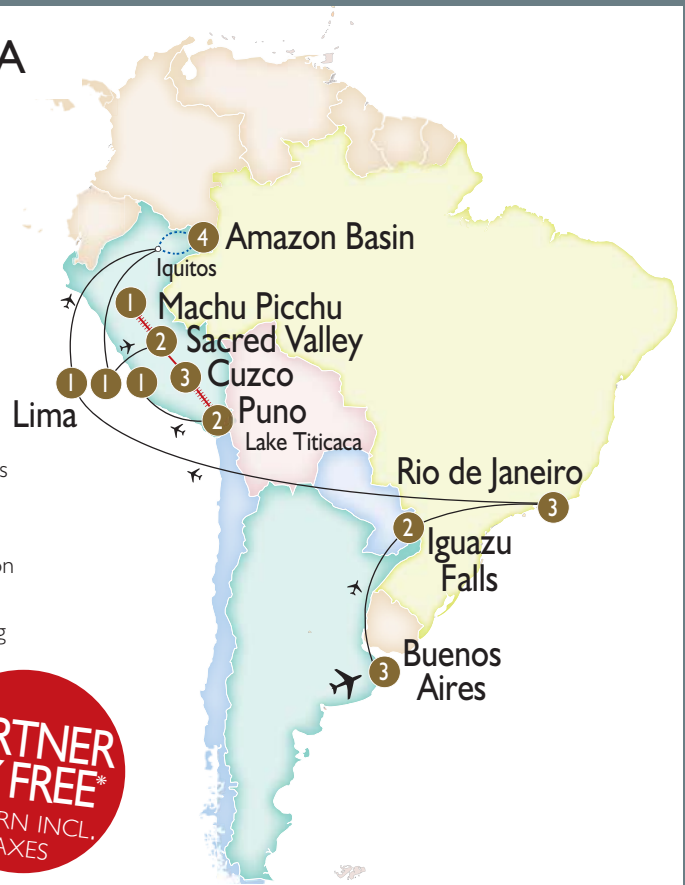 A
4 Amazon Basin
Iquitos
1 Machu Picchu
2 Sacred Valley
3 Cuzco
1 1 1
Lima
2 Puno
Lake Titicaca
s
Rio de Janeiro
3
2 Iguazu
Falls
on
g
3 Buenos
Aires
RTNER
FREE*
RN INCL.
AXES